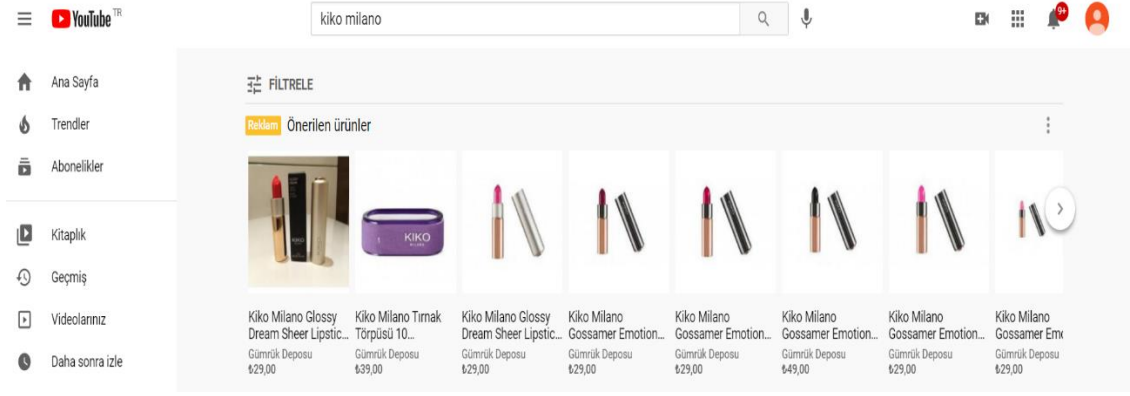 YouTube TR
kiko milano
9+
Ana Sayfa
Trendler
Abonelikler
Kitaplık
Geçmiş
Videolarınız
Daha sonra izle
FİLTRELE
Reklam Önerilen ürünler
KIKO
MILANO
Kiko Milano Glossy
Dream Sheer Lipstic...
Gümrük Deposu
₺29,00
Kiko Milano Tırnak
Törpüsü 10...
Gümrük Deposu
₺39,00
Kiko Milano Glossy
Dream Sheer Lipstic...
Gümrük Deposu
₺29,00
Kiko Milano
Gossamer Emotion...
Gümrük Deposu
₺29,00
Kiko Milano
Gossamer Emotion...
Gümrük Deposu
₺29,00
Kiko Milano
Gossamer Emotion...
Gümrük Deposu
₺49,00
Kiko Milano
Gossamer Emotion...
Gümrük Deposu
₺29,00
Kiko Milano
Gossamer Emo
Gümrük Deposu
₺29,00